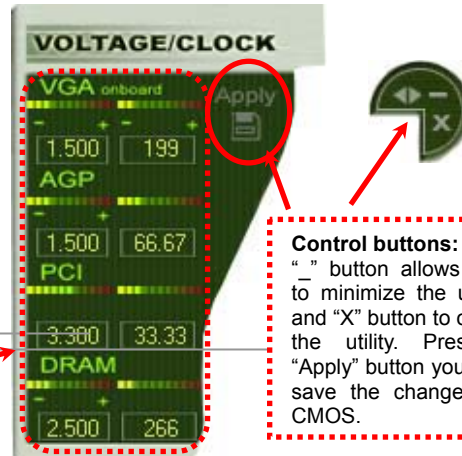 VOLTAGE/CLOCK
VGA onboard
- + - +
1.500 199
AGP
- +
1.500 66.67
PCI
3.300 33.33
DRAM
- +
2.500 266
Apply
X
Control buttons:
“_” button allows
to minimize the
and “X” button to
the utility. Pres
“Apply” button you
save the change
CMOS.